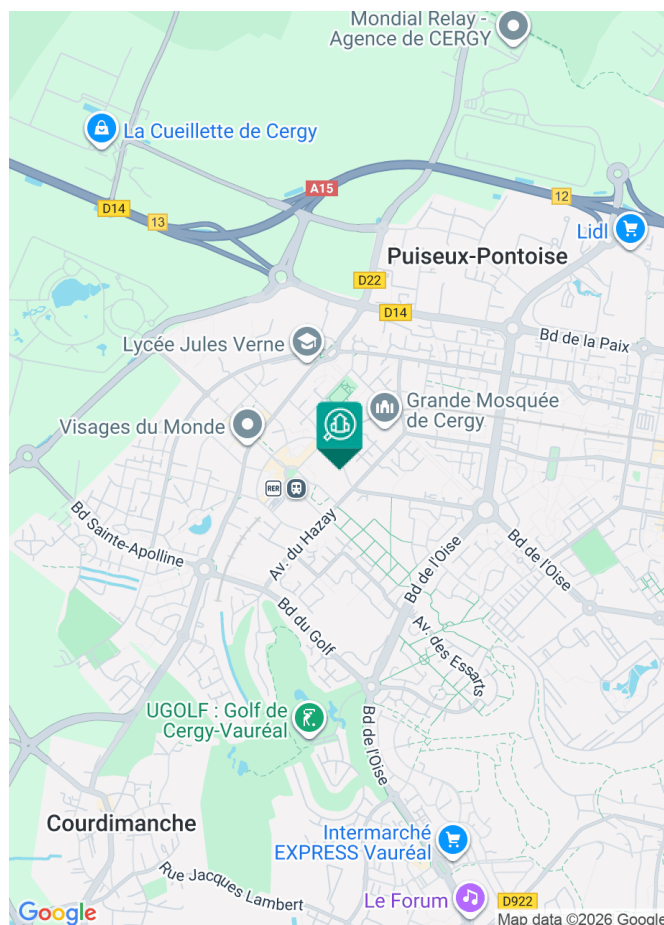 Mondial Relay -
Agence de CERGY
La Cueillette de Cergy
A15
D14
13
12
Lidl
Puiseux-Pontoise
D22
D14
Bd de la Paix
Lycée Jules Verne
Grande Mosquée
de Cergy
Visages du Monde
RER
Bd Sainte-Apolline
Av. du Hazay
Bd de l'Oise
Bd de l'Oise
Bd du Golf
Av. des Essarts
UGOLF : Golf de
Cergy-Vauréal
Bd de l'Oise
Courdimanche
Intermarché
EXPRESS Vauréal
Rue Jacques Lambert
Le Forum
D922
Google
Map data ©2026 Google